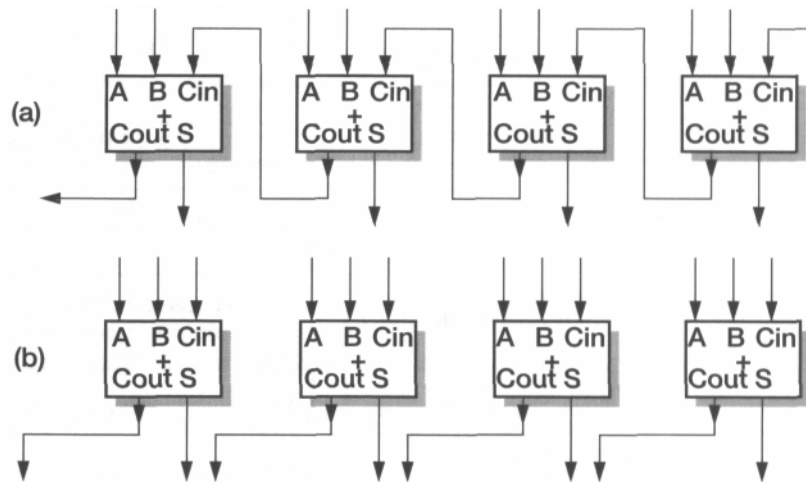 A B Cin A B Cin A B Cin A B Cin
(a) + + + +
Cout S Cout S Cout S Cout S
A B Cin A B Cin A B Cin A B Cin
(b) + + + +
Cout S Cout S Cout S Cout S